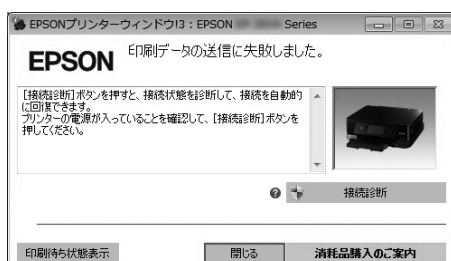 EPSONプリンターウィンドウ!3 : EPSON Series
EPSON
印刷データの送信に失敗しました。
[接続診断]ボタンを押すと、接続状態を診断して、接続を自動的
に回復できます。
プリンターの電源が入っていることを確認して、[接続診断]ボタンを
押してください。
接続診断
印刷待ち状態表示
閉じる
消耗品購入のご案内